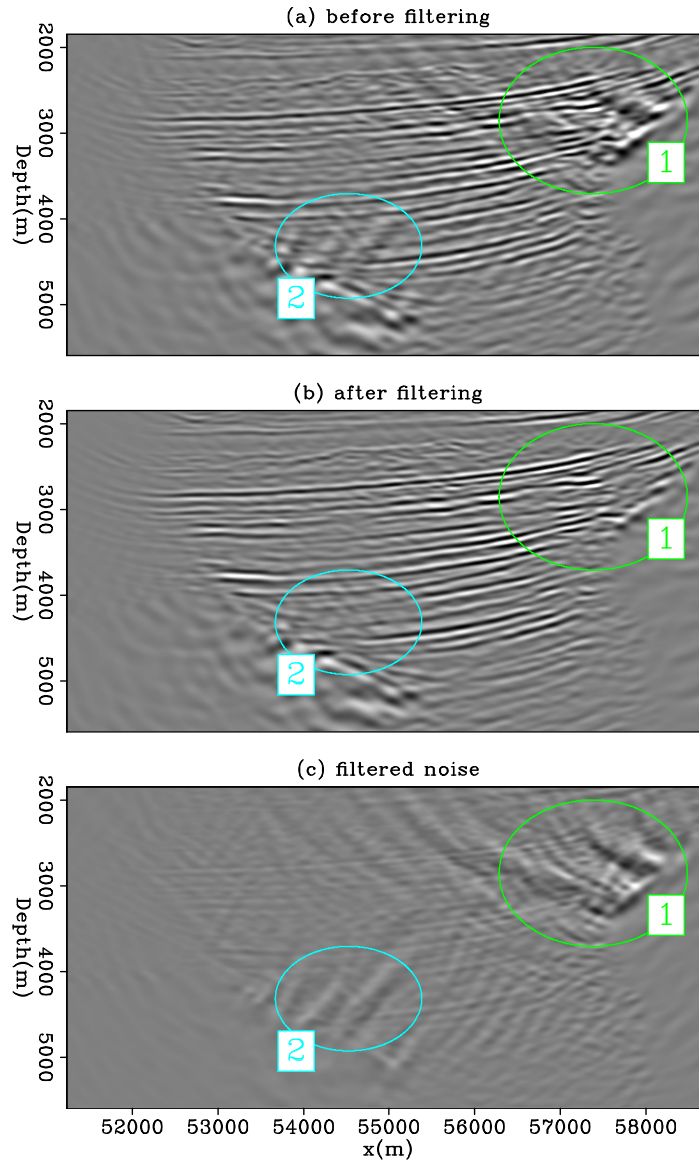 (a) before filtering
2000
3000
4000
5000
Depth(m)
1
2
(b) after filtering
2000
3000
4000
5000
Depth(m)
1
2
(c) filtered noise
2000
3000
4000
5000
Depth(m)
1
2
52000 53000 54000 55000 56000 57000 58000
x(m)